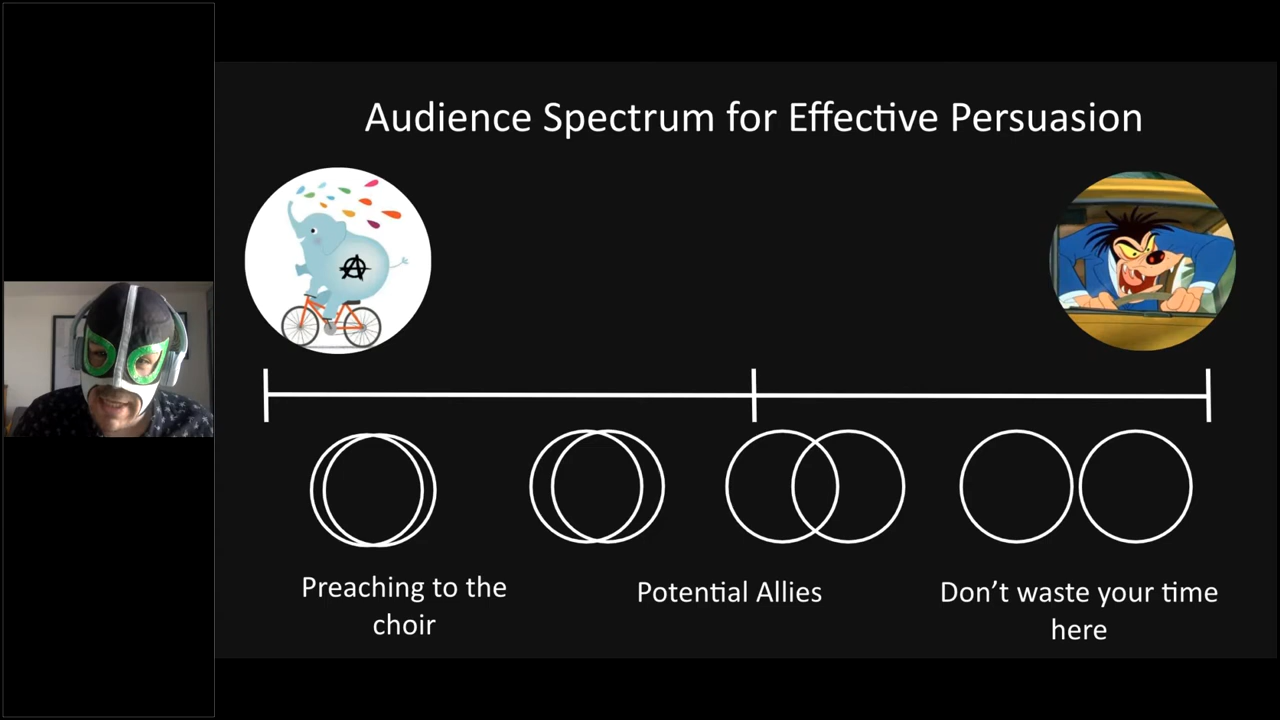 Audience Spectrum for Effective Persuasion
A
Preaching to the
choir
Potential Allies
Don’t waste your time
here